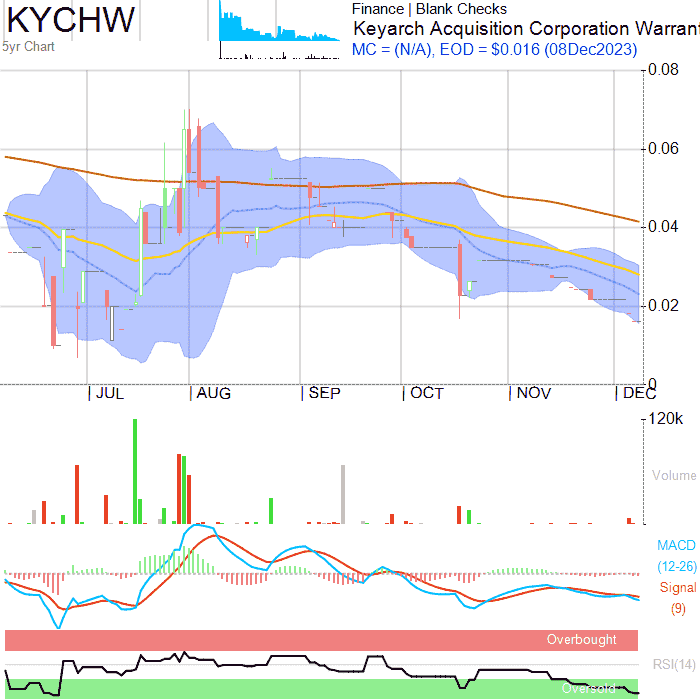 KYCHW
5yr Chart
Finance | Blank Checks
Keyarch Acquisition Corporation Warrant
MC = (N/A), EOD = $0.016 (08Dec2023)
0.08
0.06
0.04
0.02
0
JUL AUG SEP OCT NOV DEC
120k
Volume
MACD
(12-26)
Signal
(9)
Overbought
RSI(14)
Oversold